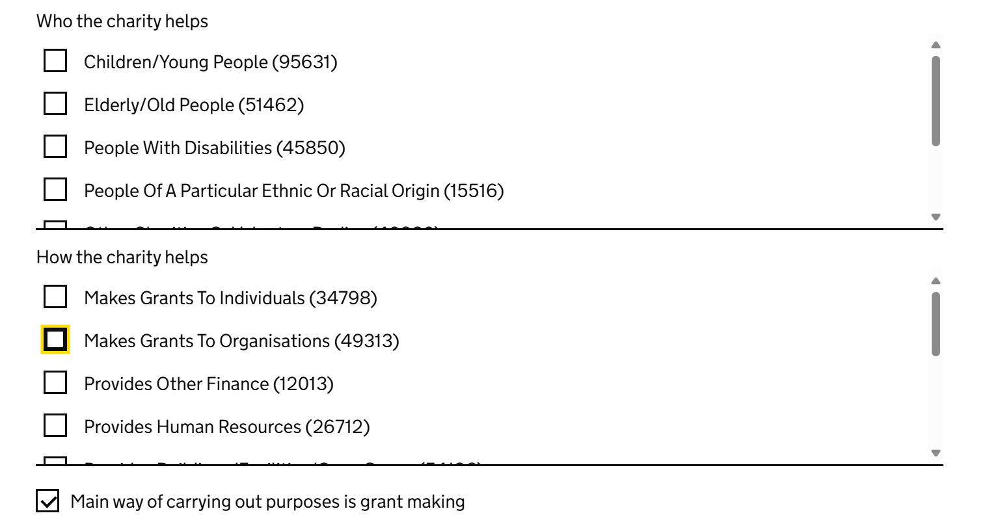 Who the charity helps
Children/Young People (95631)
Elderly/Old People (51462)
People With Disabilities (45850)
People Of A Particular Ethnic Or Racial Origin (15516)
How the charity helps
Makes Grants To Individuals (34798)
Makes Grants To Organisations (49313)
Provides Other Finance (12013)
Provides Human Resources (26712)
Main way of carrying out purposes is grant making